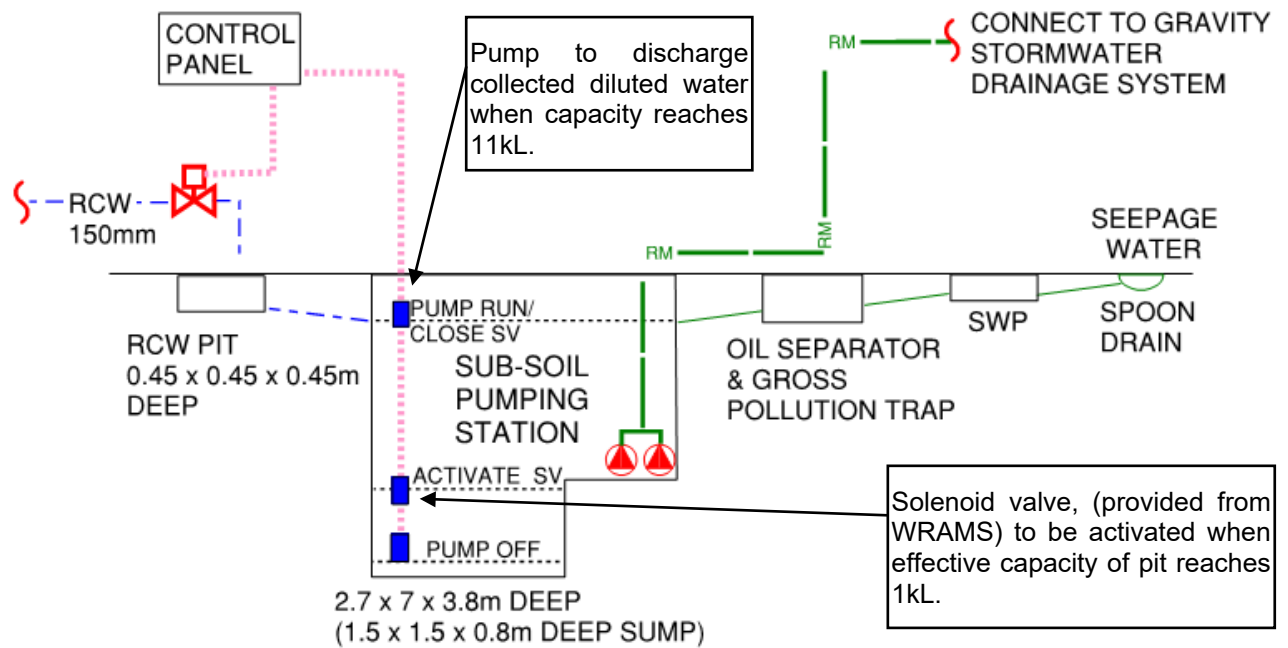 CONTROL
PANEL
Pump to discharge
collected diluted water
when capacity reaches
11kL.
RM
CONNECT TO GRAVITY
STORMWATER
DRAINAGE SYSTEM
RCW
150mm
RM
RM
SEEPAGE
WATER
RCW PIT
0.45 x 0.45 x 0.45m
DEEP
PUMP RUN/
CLOSE SV
SUB-SOIL
PUMPING
STATION
OIL SEPARATOR
& GROSS
POLLUTION TRAP
SWP
SPOON
DRAIN
ACTIVATE SV
PUMP OFF
Solenoid valve, (provided from
WRAMS) to be activated when
effective capacity of pit reaches
1kL.
2.7 x 7 x 3.8m DEEP
(1.5 x 1.5 x 0.8m DEEP SUMP)